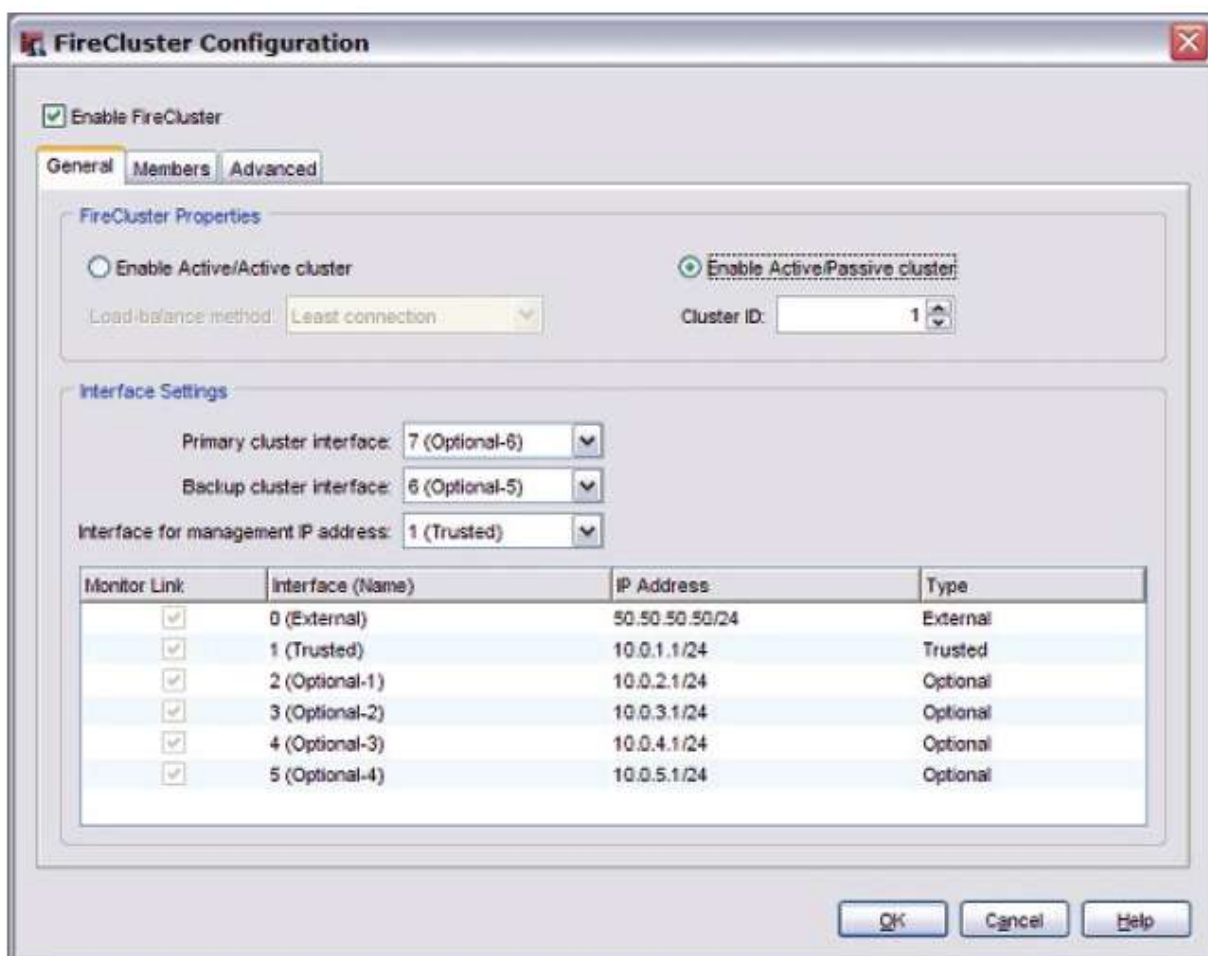 FireCluster Configuration
Enable FireCluster
General Members Advanced
FireCluster Properties
Enable Active/Active cluster Enable Active/Passive cluster
Load-balance method: Least connection Cluster ID: 1
Interface Settings
Primary cluster interface: 7 (Optional-6)
Backup cluster interface: 6 (Optional-5)
Interface for management IP address: 1 (Trusted)
Monitor Link Interface (Name) IP Address Type
0 (External) 50.50.50.50/24 External
1 (Trusted) 10.0.1.1/24 Trusted
2 (Optional-1) 10.0.2.1/24 Optional
3 (Optional-2) 10.0.3.1/24 Optional
4 (Optional-3) 10.0.4.1/24 Optional
5 (Optional-4) 10.0.5.1/24 Optional
OK Cancel Help